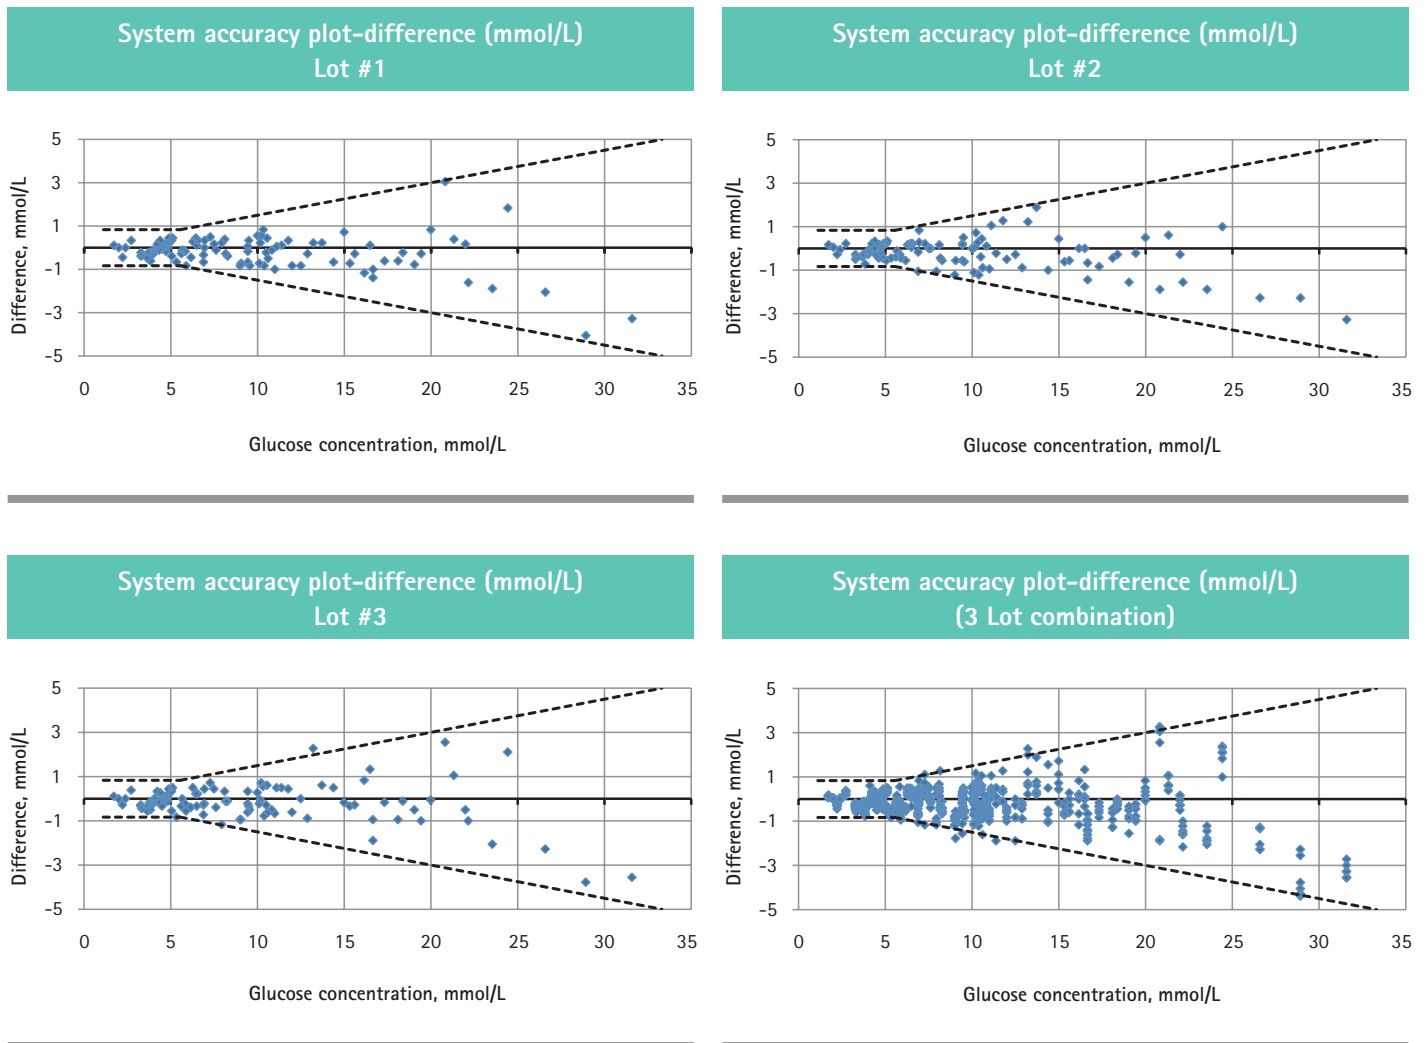 System accuracy plot-difference (mmol/L)
Lot #1
5
3
1
-1
-3
-5
Difference, mmol/L
0 5 10 15 20 25 30 35
Glucose concentration, mmol/L
System accuracy plot-difference (mmol/L)
Lot #2
5
3
1
-1
-3
-5
Difference, mmol/L
0 5 10 15 20 25 30 35
Glucose concentration, mmol/L
System accuracy plot-difference (mmol/L)
Lot #3
5
3
1
-1
-3
-5
Difference, mmol/L
0 5 10 15 20 25 30 35
Glucose concentration, mmol/L
System accuracy plot-difference (mmol/L)
(3 Lot combination)
5
3
1
-1
-3
-5
Difference, mmol/L
0 5 10 15 20 25 30 35
Glucose concentration, mmol/L